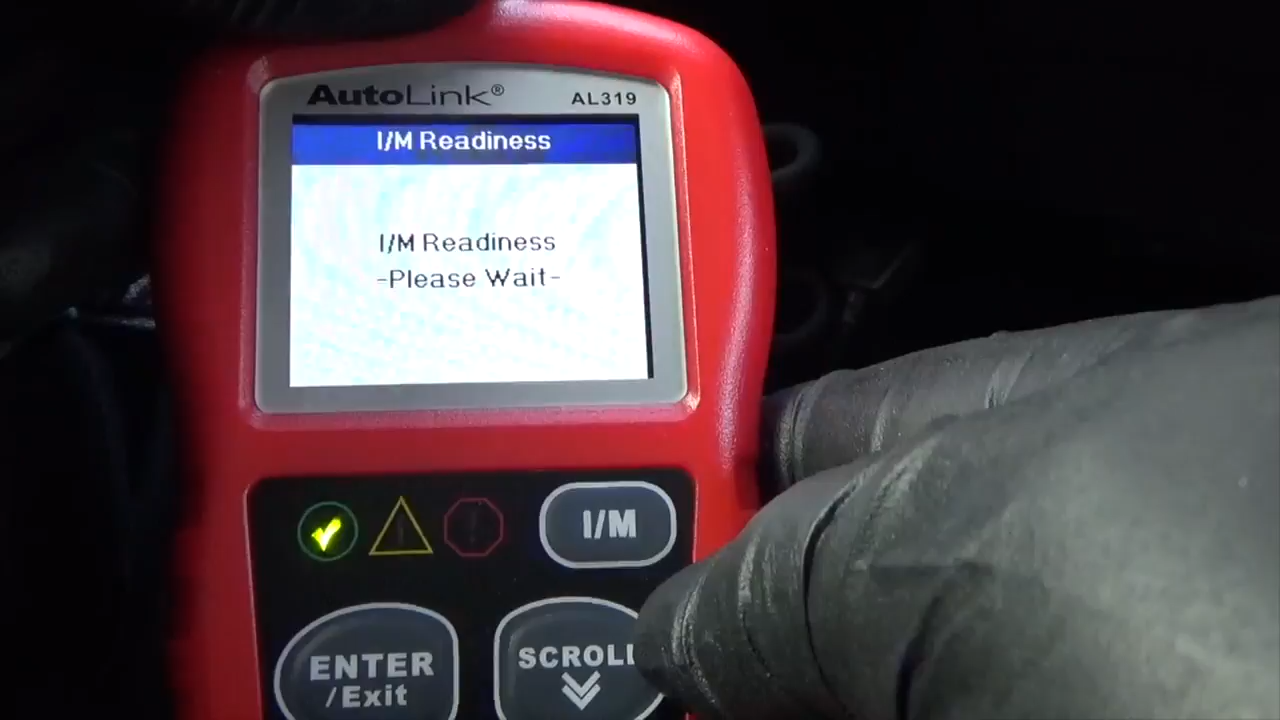 AutoLink® AL319
I/M Readiness
I/M Readiness
-Please Wait-
I/M
ENTER
/Exit
SCROLL